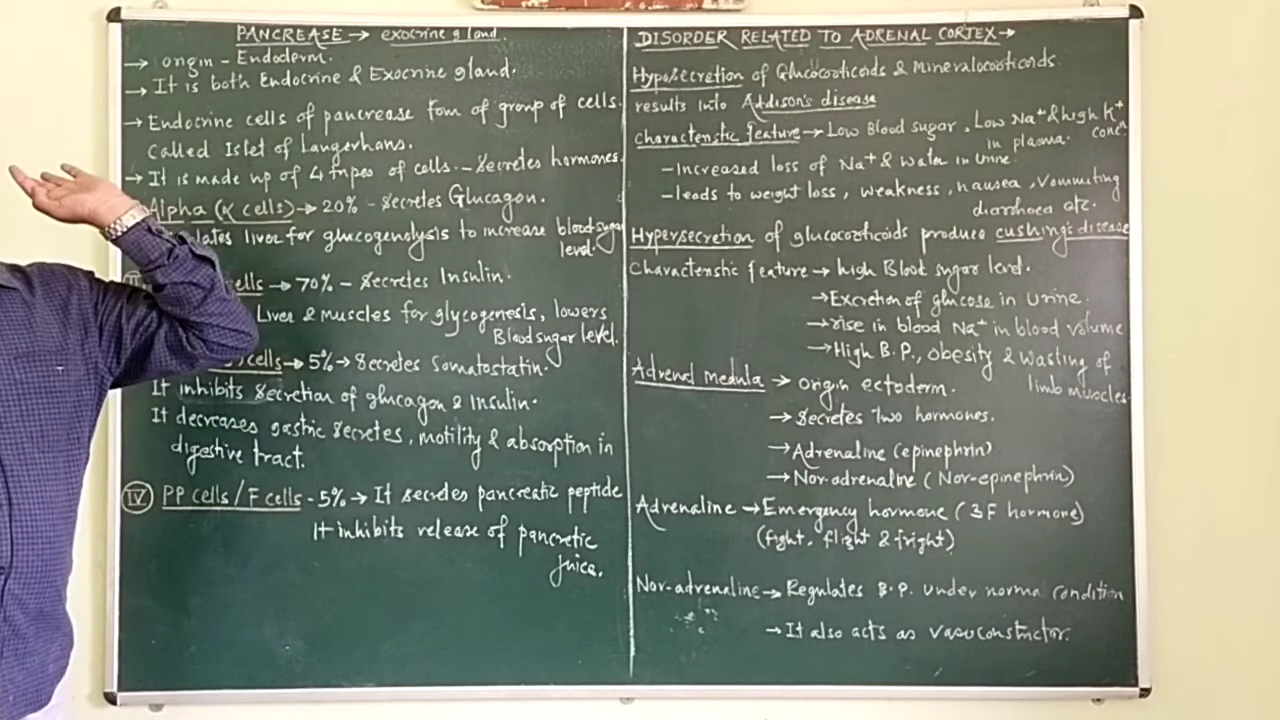 PANCREASE → exocrine gland.
→ origin - Endoderm.
→ It is both Endocrine & Exocrine gland.
→ Endocrine cells of pancrease form of group of cells.
called Islet of Langerhans.
→ It is made up of 4 types of cells. - Secretes hormones.
Alpha (α cells) → 20% - Secretes Glucagon.
lates liver for glucogenolysis to increase blood sugar
level.
ells → 70% - Secretes Insulin.
Liver & muscles for glycogenesis, lowers
Blood sugar level.
cells → 5% → Secretes Somatostatin.
It inhibits Secretion of glucagon & Insulin.
It decreases gastric secretes, motility & absorption in
digestive tract.
IV PP cells / F cells - 5% → It secretes pancreatic peptide
It inhibits release of pancretic
juice.
DISORDER RELATED TO ADRENAL CORTEX →
Hyposecretion of Glucocorticoids & Mineralocorticoids.
results into Addison's disease
Characterstic feature → Low Blood sugar, Low Na⁺ & high K⁺
in plasma. concⁿ
- Increased loss of Na⁺ & water in Urine.
- leads to weight loss, weakness, nausea, vommiting
diarrhoea etc.
Hypersecretion of glucocorticoids produce cushing's disease
Characterstic feature → high Blood sugar level.
→ Excretion of glucose in Urine.
→ rise in blood Na⁺ in blood volume
→ High B.P., obesity & wasting of
limb muscles.
Adrenal medula → origin ectoderm.
→ Secretes Two hormones.
→ Adrenaline (epinephrin)
→ Nor-adrenaline (Nor-epinephrin)
Adrenaline → Emergency hormone (3F hormone)
(fight, flight & fright)
Nor-adrenaline → Regulates B.P. under normal condition
→ It also acts as vasoconstrictor.